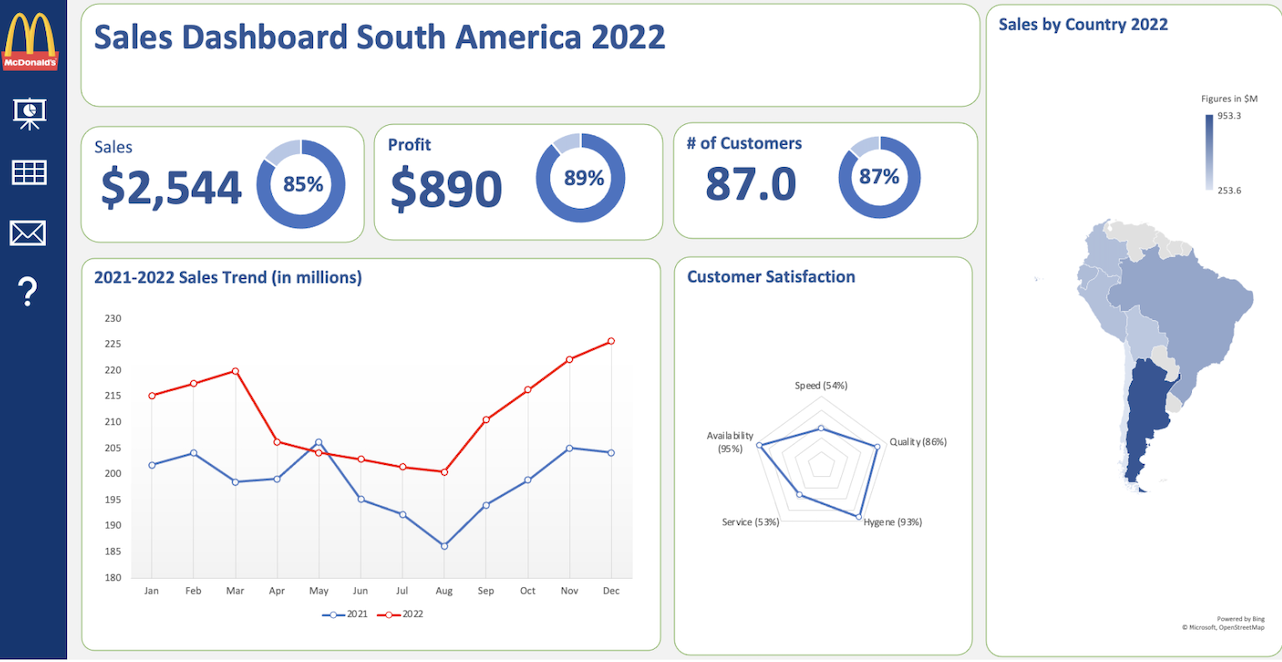 McDonald's
Sales Dashboard South America 2022
Sales
$2,544
85%
Profit
$890
89%
# of Customers
87.0
87%
2021-2022 Sales Trend (in millions)
230
225
220
215
210
205
200
195
190
185
180
Jan Feb Mar Apr May Jun Jul Aug Sep Oct Nov Dec
2021 2022
Customer Satisfaction
Speed (54%)
Availability
(95%)
Quality (86%)
Service (53%)
Hygene (93%)
Sales by Country 2022
Figures in $M
953.3
253.6
Powered by Bing
© Microsoft, OpenStreetMap